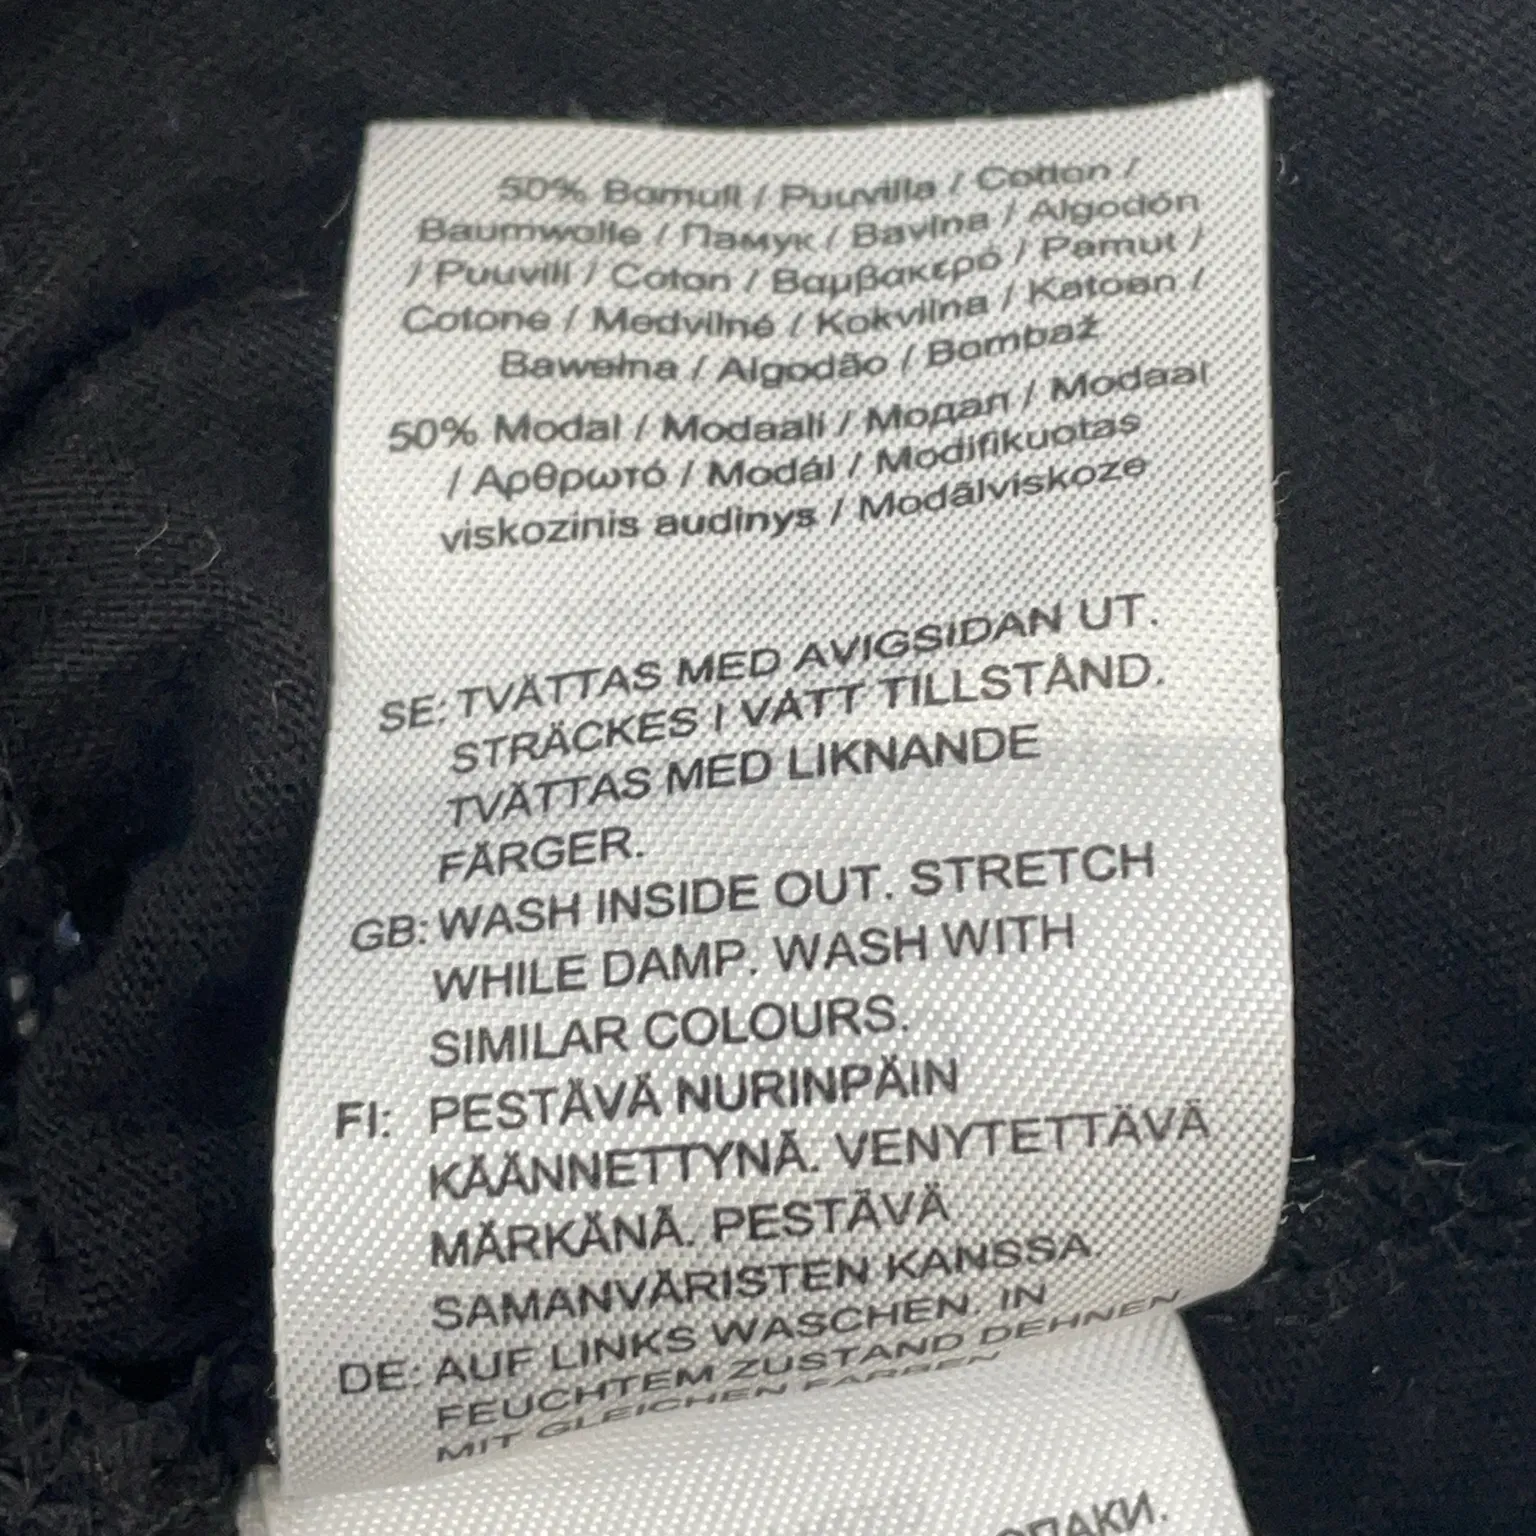 50% Bomull / Puuvilla / Cotton /
Baumwolle / Памук / Bavlna / Algodón
/ Puuvill / Coton / Βαμβακερό / Pamut /
Cotone / Medvilnė / Kokvilna / Katoen /
Bawełna / Algodão / Bombaž
50% Modal / Modaali / Модал / Modaal
/ Αρθρωτό / Modál / Modifikuotas
viskozinis audinys / Modālviskoze
SE: TVÄTTAS MED AVIGSIDAN UT.
STRÄCKES I VÅTT TILLSTÅND.
TVÄTTAS MED LIKNANDE
FÄRGER.
GB: WASH INSIDE OUT. STRETCH
WHILE DAMP. WASH WITH
SIMILAR COLOURS.
FI: PESTÄVÄ NURINPÄIN
KÄÄNNETTYNÄ. VENYTETTÄVÄ
MÄRKÄNÄ. PESTÄVÄ
SAMANVÄRISTEN KANSSA
DE: AUF LINKS WASCHEN. IN
FEUCHTEM ZUSTAND DEHNEN
MIT GLEICHEN FARBEN